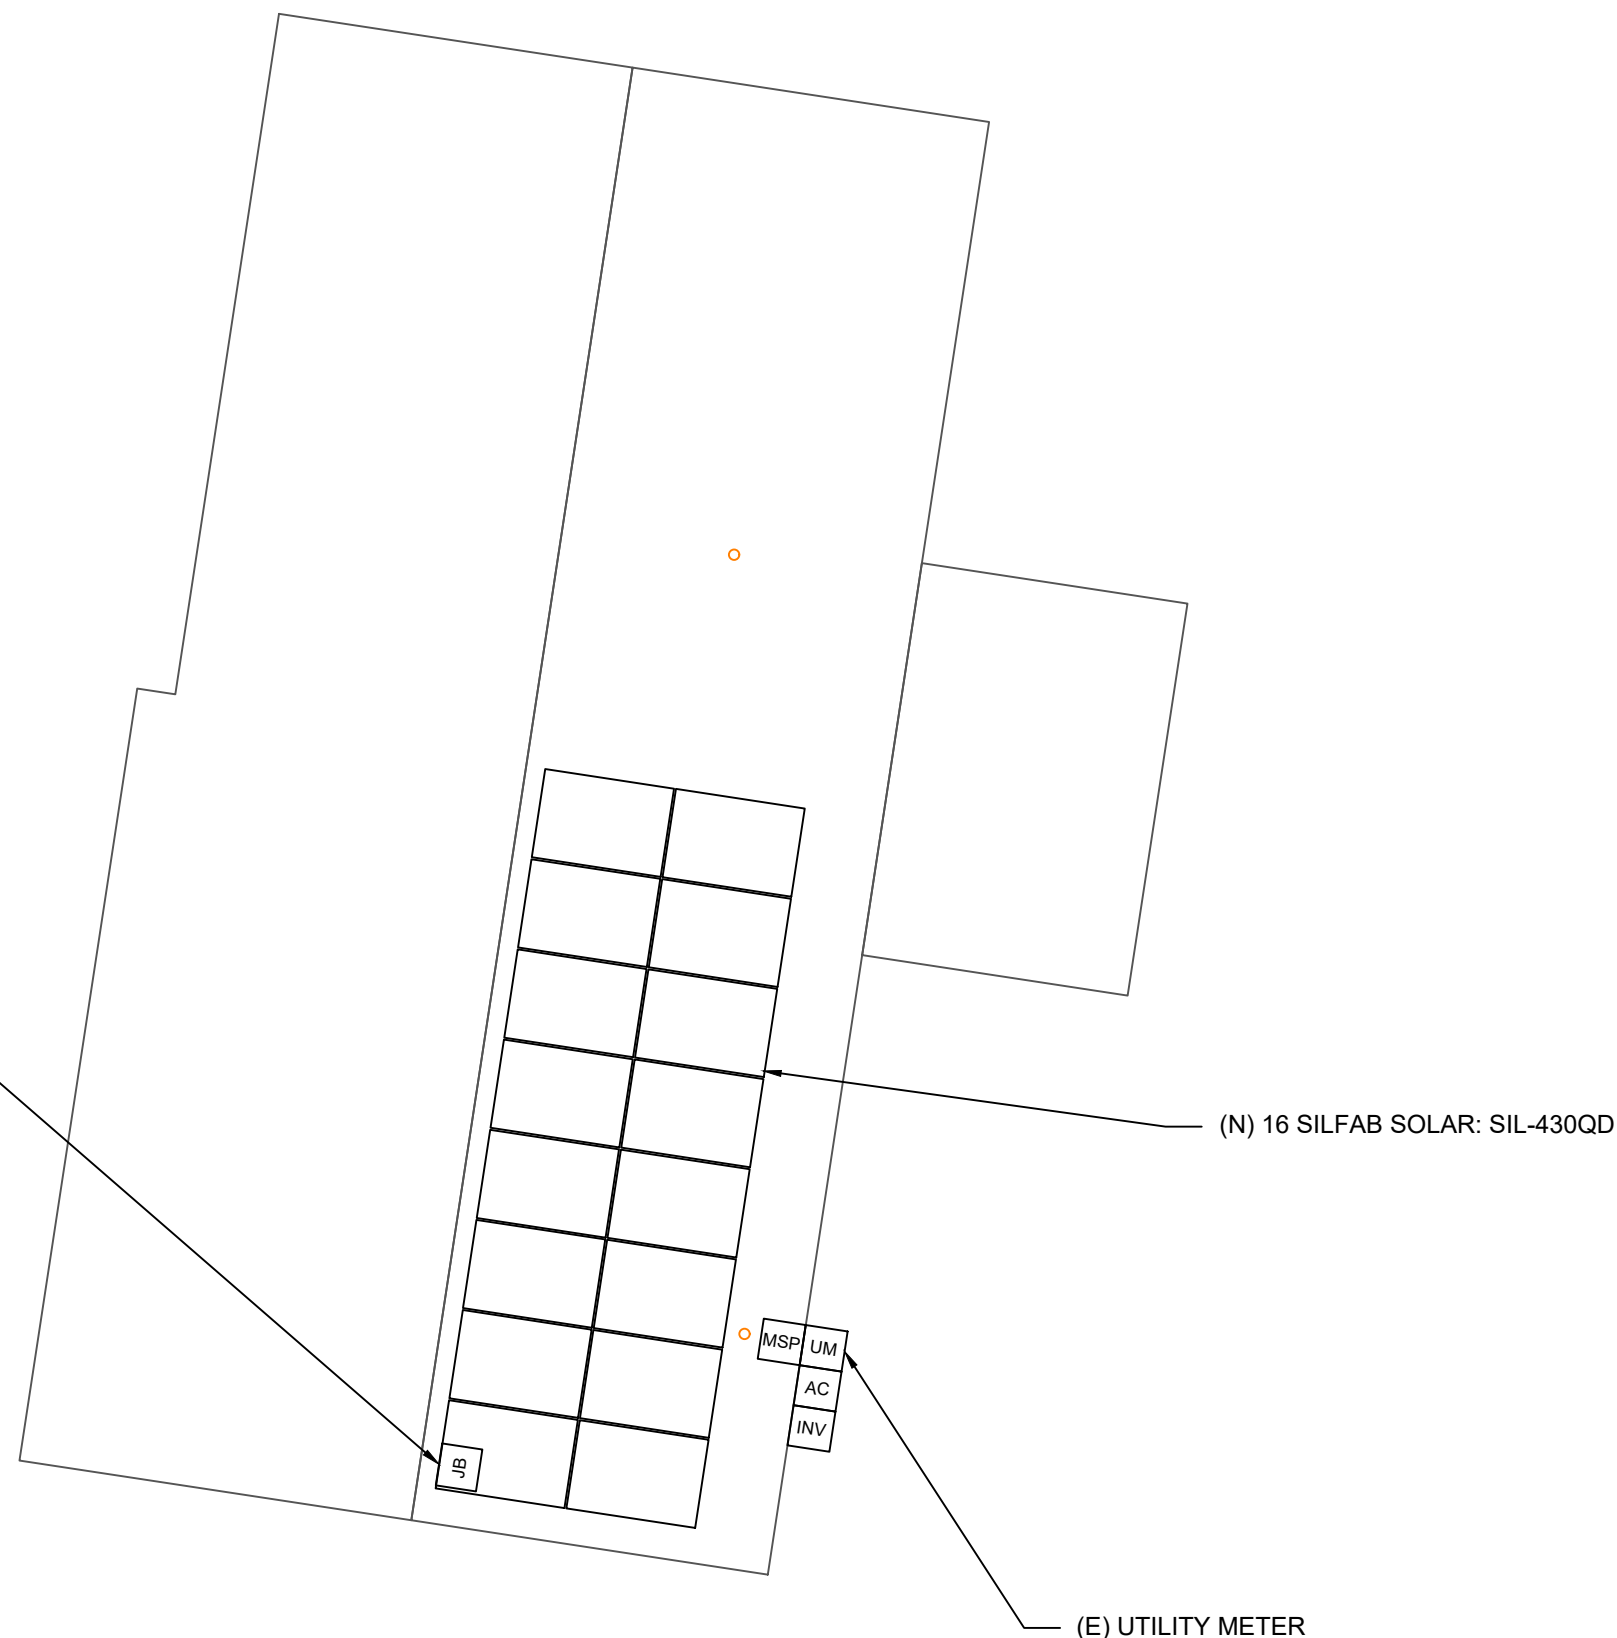 (N) 16 SILFAB SOLAR: SIL-430QD
MSP
UM
AC
INV
JB
(E) UTILITY METER